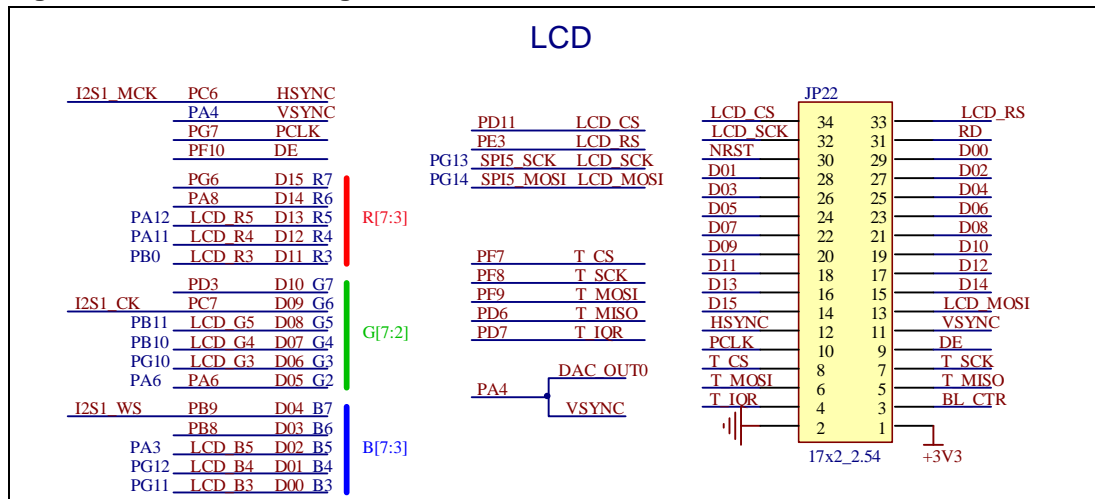 LCD
I2S1_MCK PC6 HSYNC
PA4 VSYNC
PG7 PCLK
PF10 DE
PG6 D15 R7
PA8 D14 R6
PA12 LCD_R5 D13 R5
PA11 LCD_R4 D12 R4
PB0 LCD_R3 D11 R3
R[7:3]
PD3 D10 G7
I2S1_CK PC7 D09 G6
PB11 LCD_G5 D08 G5
PB10 LCD_G4 D07 G4
PG10 LCD_G3 D06 G3
PA6 PA6 D05 G2
G[7:2]
I2S1_WS PB9 D04 B7
PB8 D03 B6
PA3 LCD_B5 D02 B5
PG12 LCD_B4 D01 B4
PG11 LCD_B3 D00 B3
B[7:3]
PD11 LCD_CS
PE3 LCD_RS
PG13 SPI5_SCK LCD_SCK
PG14 SPI5_MOSI LCD_MOSI
PF7 T_CS
PF8 T_SCK
PF9 T_MOSI
PD6 T_MISO
PD7 T_IQR
DAC_OUT0
PA4
VSYNC
JP22
LCD_CS 34 33 LCD_RS
LCD_SCK 32 31 RD
NRST 30 29 D00
D01 28 27 D02
D03 26 25 D04
D05 24 23 D06
D07 22 21 D08
D09 20 19 D10
D11 18 17 D12
D13 16 15 D14
D15 14 13 LCD_MOSI
HSYNC 12 11 VSYNC
PCLK 10 9 DE
T_CS 8 7 T_SCK
T_MOSI 6 5 T_MISO
T_IQR 4 3 BL_CTR
2 1
17x2_2.54
+3V3